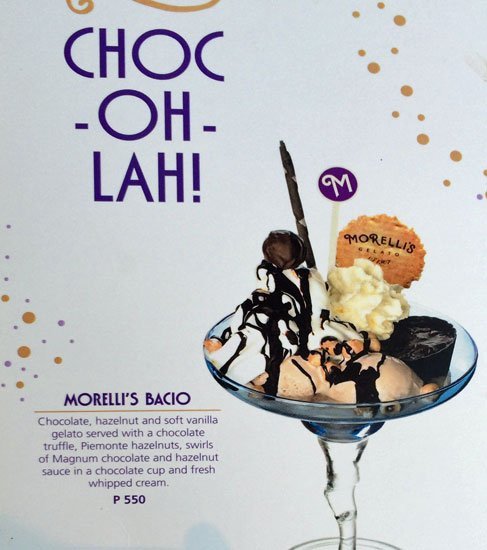 CHOC
-OH-
LAH!
M
MORELLI'S
GELATO
MORELLI'S BACIO
Chocolate, hazelnut and soft vanilla
gelato served with a chocolate
truffle, Piemonte hazelnuts, swirls
of Magnum chocolate and hazelnut
sauce in a chocolate cup and fresh
whipped cream.
P 550